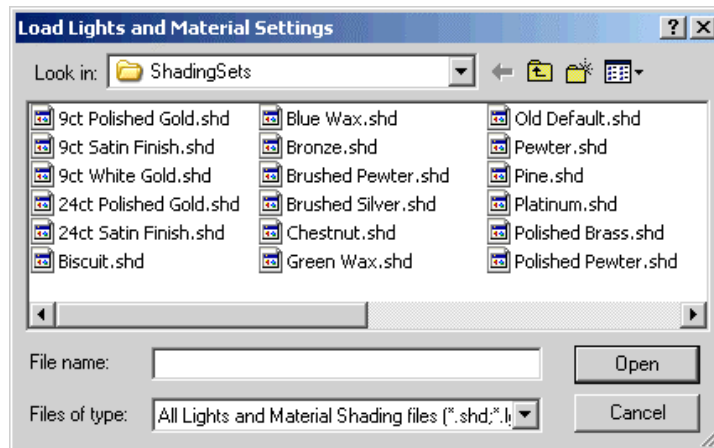 Load Lights and Material Settings
Look in: ShadingSets
9ct Polished Gold.shd
9ct Satin Finish.shd
9ct White Gold.shd
24ct Polished Gold.shd
24ct Satin Finish.shd
Biscuit.shd
Blue Wax.shd
Bronze.shd
Brushed Pewter.shd
Brushed Silver.shd
Chestnut.shd
Green Wax.shd
Old Default.shd
Pewter.shd
Pine.shd
Platinum.shd
Polished Brass.shd
Polished Pewter.shd
File name:
Open
Files of type: All Lights and Material Shading files (*.shd;*.l
Cancel